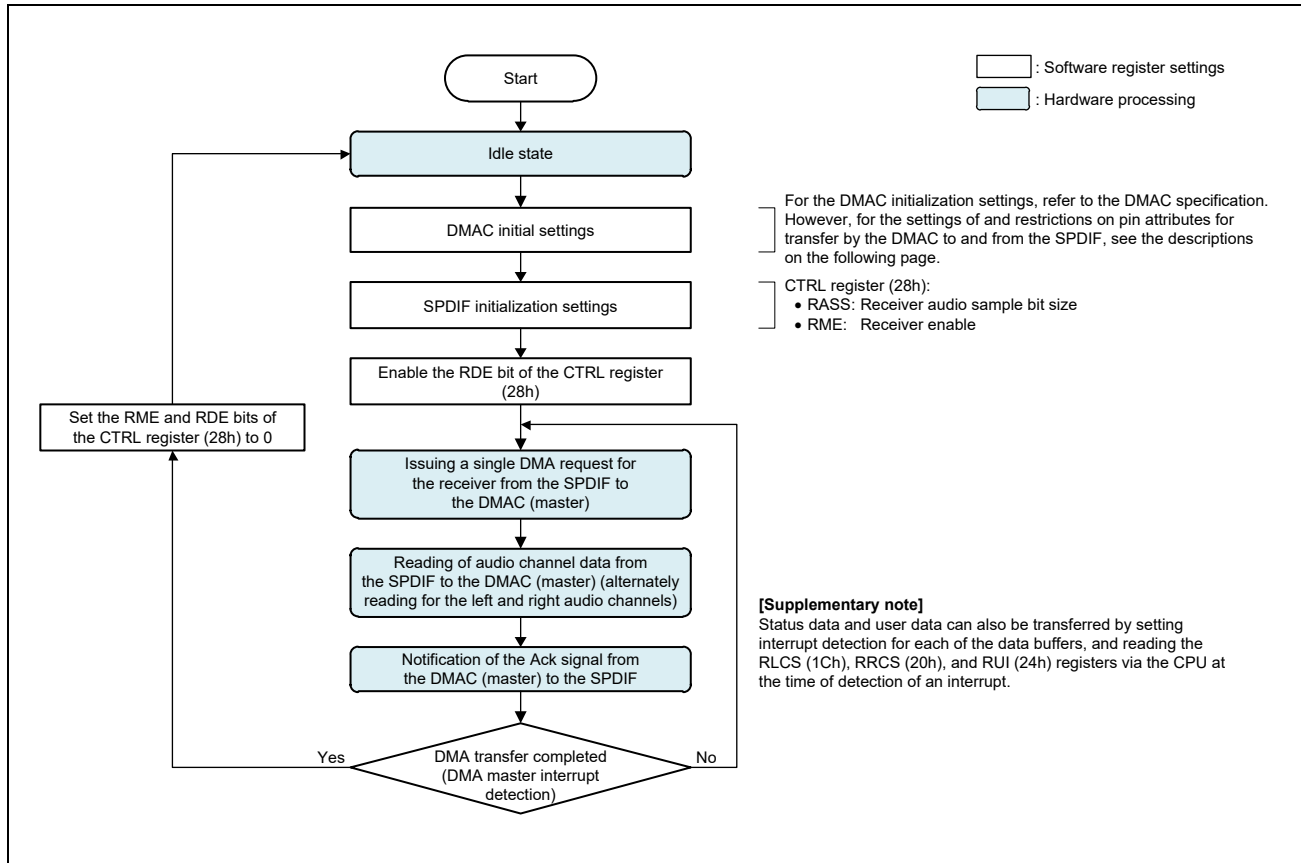 Start
: Software register settings
: Hardware processing
Idle state
DMAC initial settings
For the DMAC initialization settings, refer to the DMAC specification.
However, for the settings of and restrictions on pin attributes for
transfer by the DMAC to and from the SPDIF, see the descriptions
on the following page.
SPDIF initialization settings
CTRL register (28h):
• RASS: Receiver audio sample bit size
• RME: Receiver enable
Enable the RDE bit of the CTRL register
(28h)
Set the RME and RDE bits of
the CTRL register (28h) to 0
Issuing a single DMA request for
the receiver from the SPDIF to
the DMAC (master)
Reading of audio channel data from
the SPDIF to the DMAC (master) (alternately
reading for the left and right audio channels)
[Supplementary note]
Status data and user data can also be transferred by setting
interrupt detection for each of the data buffers, and reading the
RLCS (1Ch), RRCS (20h), and RUI (24h) registers via the CPU at
the time of detection of an interrupt.
Notification of the Ack signal from
the DMAC (master) to the SPDIF
Yes
DMA transfer completed
(DMA master interrupt
detection)
No